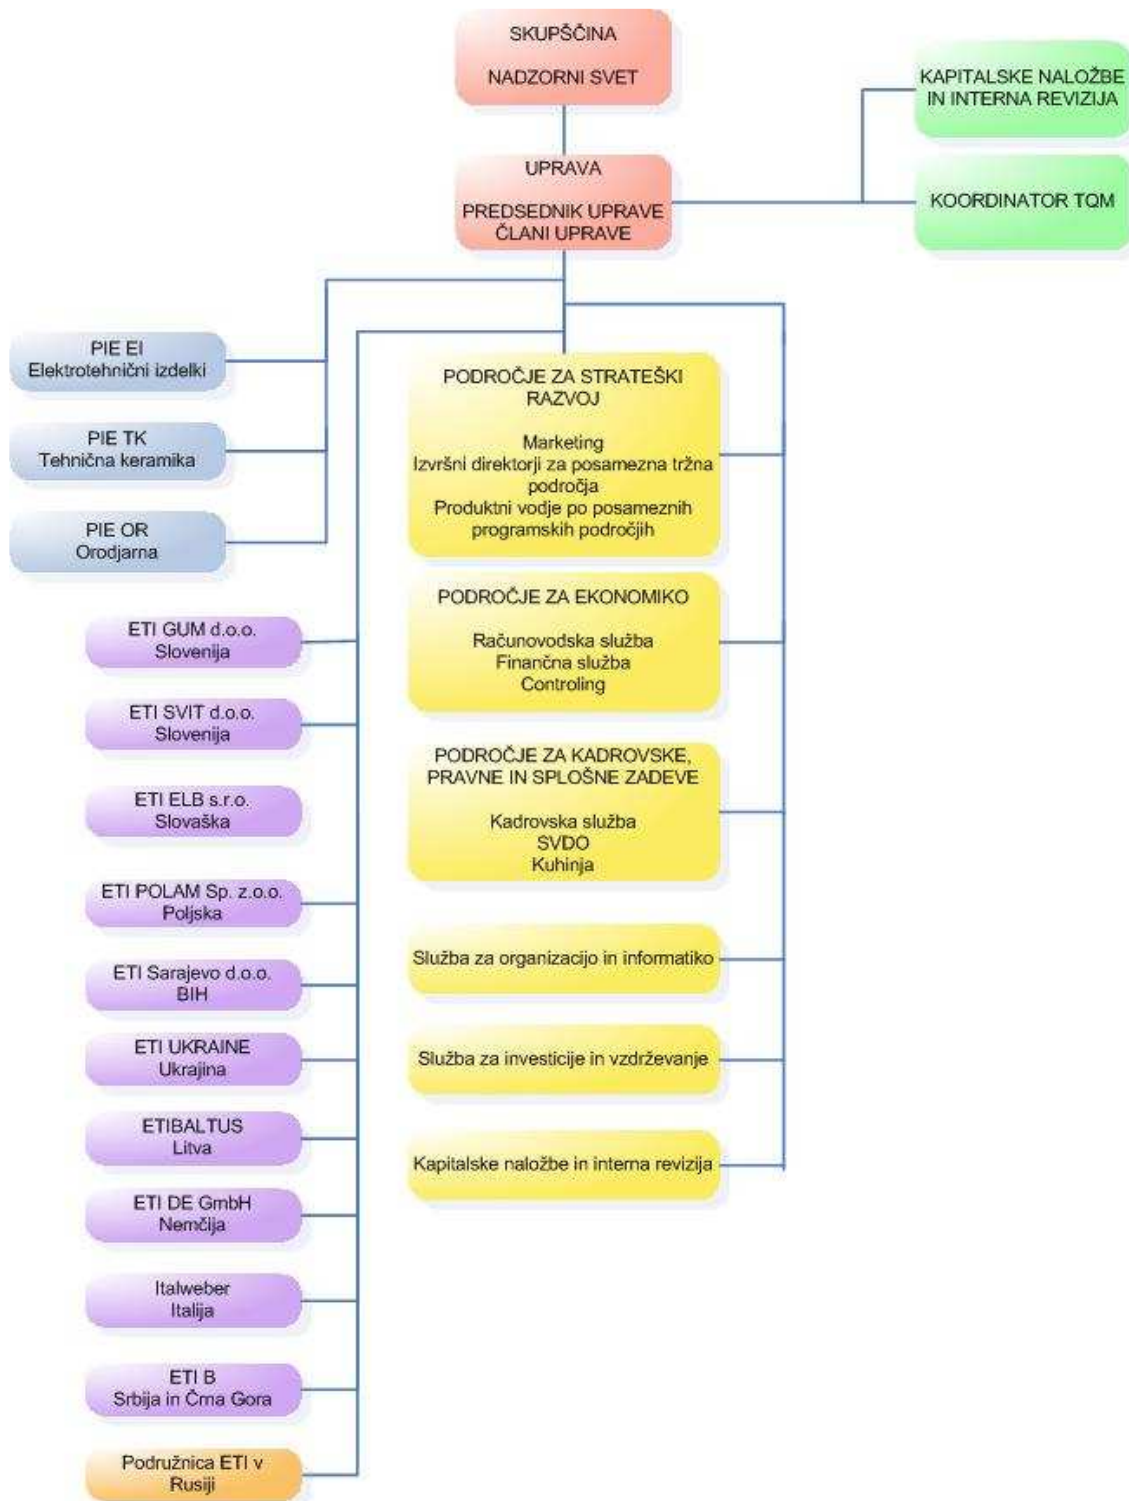 SKUPŠČINA
NADZORNI SVET
KAPITALSKE NALOŽBE
IN INTERNA REVIZIJA
UPRAVA
PREDSEDNIK UPRAVE
ČLANI UPRAVE
KOORDINATOR TQM
PIE EI
Elektrotehnični izdelki
PIE TK
Tehnična keramika
PIE OR
Orodjarna
ETI GUM d.o.o.
Slovenija
ETI SVIT d.o.o.
Slovenija
ETI ELB s.r.o.
Slovaška
ETI POLAM Sp. z.o.o.
Poljska
ETI Sarajevo d.o.o.
BIH
ETI UKRAINE
Ukrajina
ETIBALTUS
Litva
ETI DE GmbH
Nemčija
Italweber
Italija
ETI B
Srbija in Črna Gora
Podružnica ETI v
Rusiji
PODROČJE ZA STRATEŠKI
RAZVOJ
Marketing
Izvršni direktorji za posamezna tržna
področja
Produktni vodje po posameznih
programskih področjih
PODROČJE ZA EKONOMIKO
Računovodska služba
Finančna služba
Controling
PODROČJE ZA KADROVSKE,
PRAVNE IN SPLOŠNE ZADEVE
Kadrovska služba
SVDO
Kuhinja
Služba za organizacijo in informatiko
Služba za investicije in vzdrževanje
Kapitalske naložbe in interna revizija